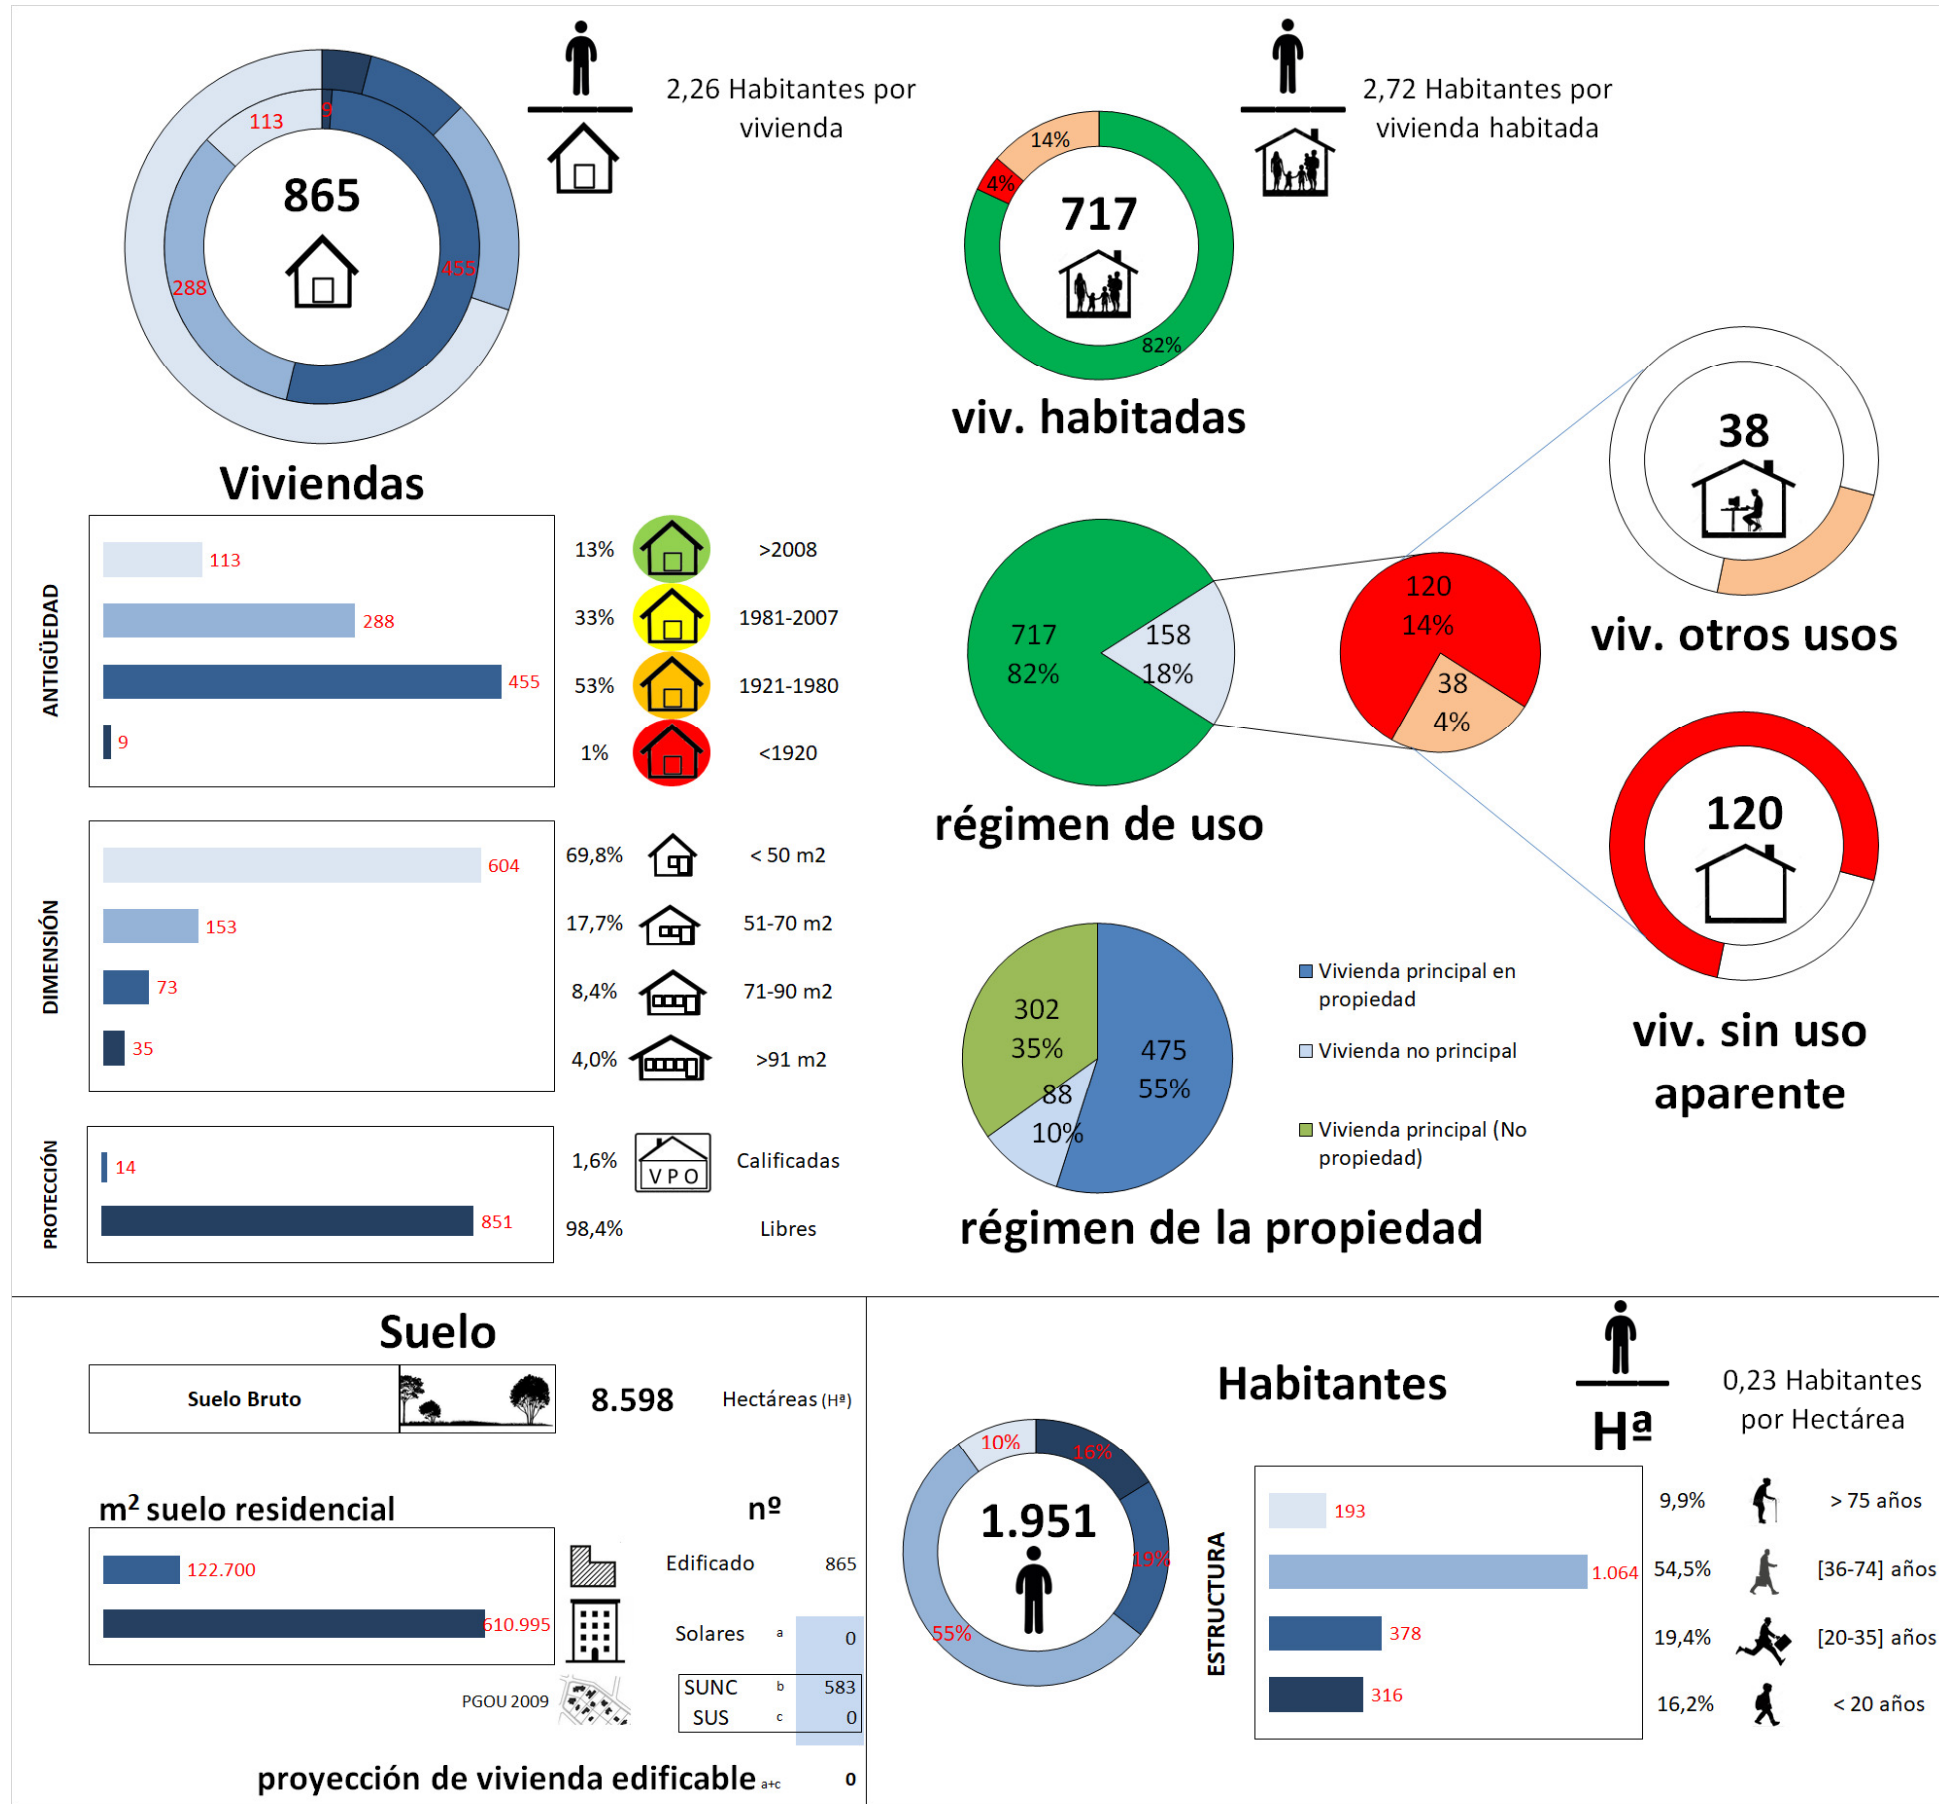 2,26 Habitantes por
vivienda
113
9
865
455
288
Viviendas
2,72 Habitantes por
vivienda habitada
14%
4%
717
82%
viv. habitadas
ANTIGÜEDAD
113
13%
>2008
288
33%
1981-2007
455
53%
1921-1980
9
1%
<1920
717
82%
158
18%
120
14%
38
4%
régimen de uso
38
viv. otros usos
120
viv. sin uso
aparente
DIMENSIÓN
604
69,8%
< 50 m2
153
17,7%
51-70 m2
73
8,4%
71-90 m2
35
4,0%
>91 m2
PROTECCIÓN
14
1,6%
V P O
Calificadas
851
98,4%
Libres
302
35%
475
55%
88
10%
Vivienda principal en
propiedad
Vivienda no principal
Vivienda principal (No
propiedad)
régimen de la propiedad
Suelo
Suelo Bruto
8.598
Hectáreas (Hª)
m² suelo residencial
nº
122.700
Edificado
865
610.995
Solares a
0
PGOU 2009
SUNC b
583
SUS c
0
proyección de vivienda edificable a+c
0
Habitantes
Hª
0,23 Habitantes
por Hectárea
10%
16%
1.951
19%
55%
ESTRUCTURA
193
9,9%
> 75 años
1.064
54,5%
[36-74] años
378
19,4%
[20-35] años
316
16,2%
< 20 años